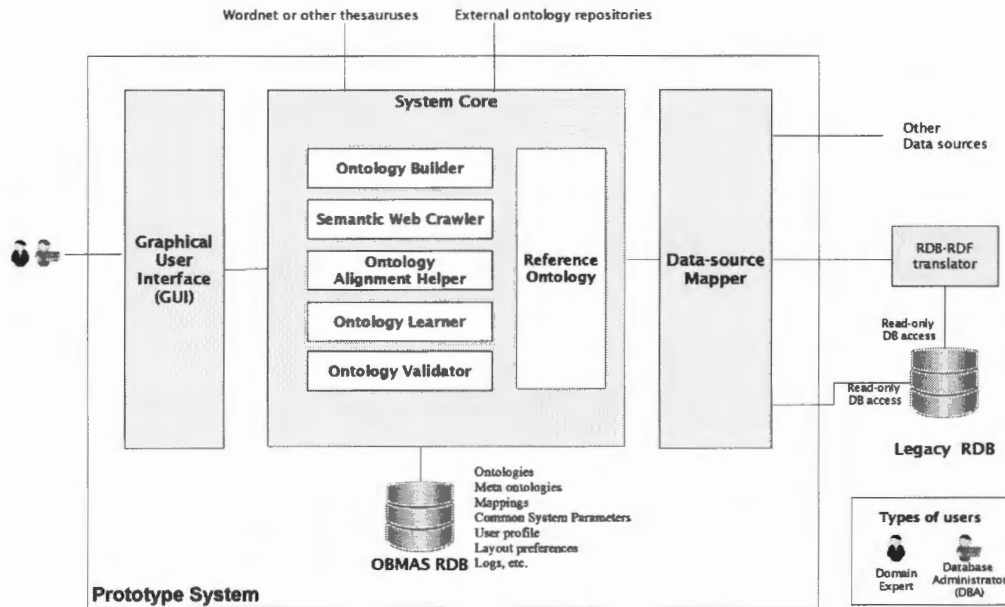 Wordnet or other thesauruses
External ontology repositories
System Core
Ontology Builder
Semantic Web Crawler
Ontology
Alignment Helper
Ontology Learner
Ontology Validator
Reference
Ontology
Graphical
User
Interface
(GUI)
Data-source
Mapper
Other
Data sources
RDB-RDF
translator
Read-only
DB access
Read-only
DB access
Legacy RDB
OBMAS RDB
Ontologies
Meta ontologies
Mappings
Common System Parameters
User profile
Layout preferences
Logs, etc.
Types of users
Domain
Expert
Database
Administrator
(DBA)
Prototype System